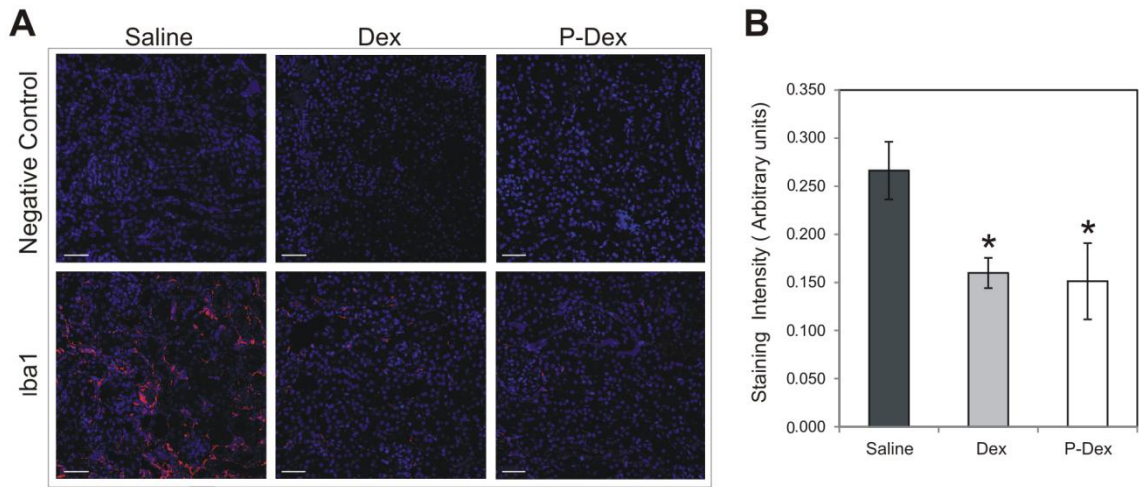 A
Saline Dex P-Dex
Negative Control
Iba1
B
Staining Intensity ( Arbitrary units)
0.350
0.300
0.250
0.200
0.150
0.100
0.050
0.000
*
*
Saline Dex P-Dex